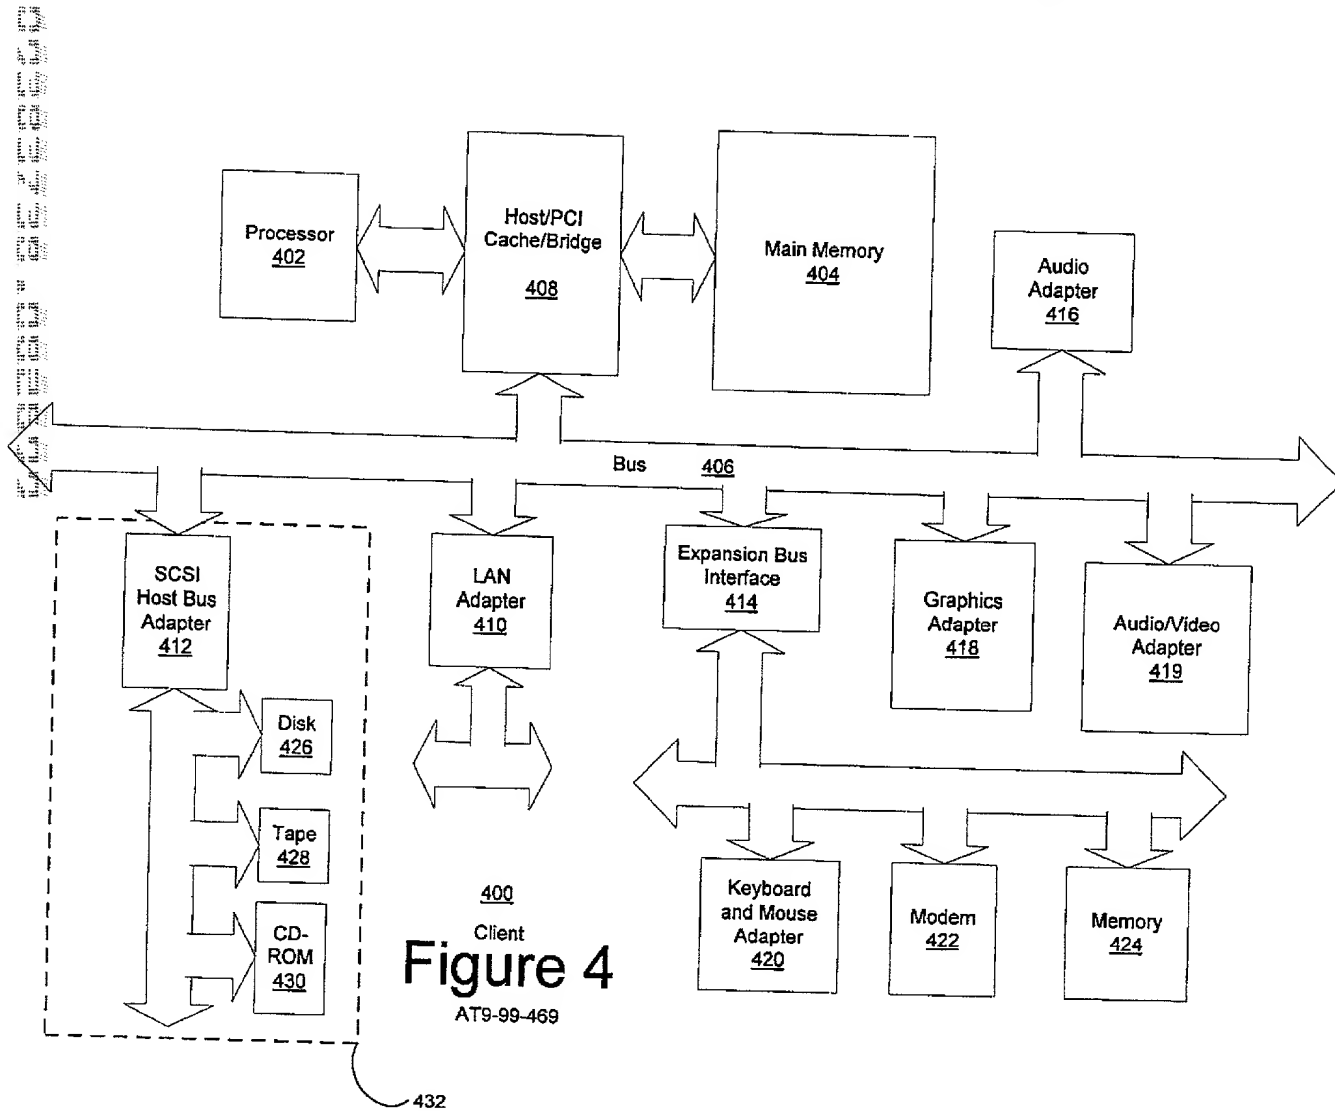 Processor
402
Host/PCI
Cache/Bridge
408
Main Memory
404
Audio
Adapter
416
Bus 406
SCSI
Host Bus
Adapter
412
LAN
Adapter
410
Expansion Bus
Interface
414
Graphics
Adapter
418
Audio/Video
Adapter
419
Disk
426
Tape
428
CD-
ROM
430
Keyboard
and Mouse
Adapter
420
Modem
422
Memory
424
400
Client
Figure 4
AT9-99-469
432